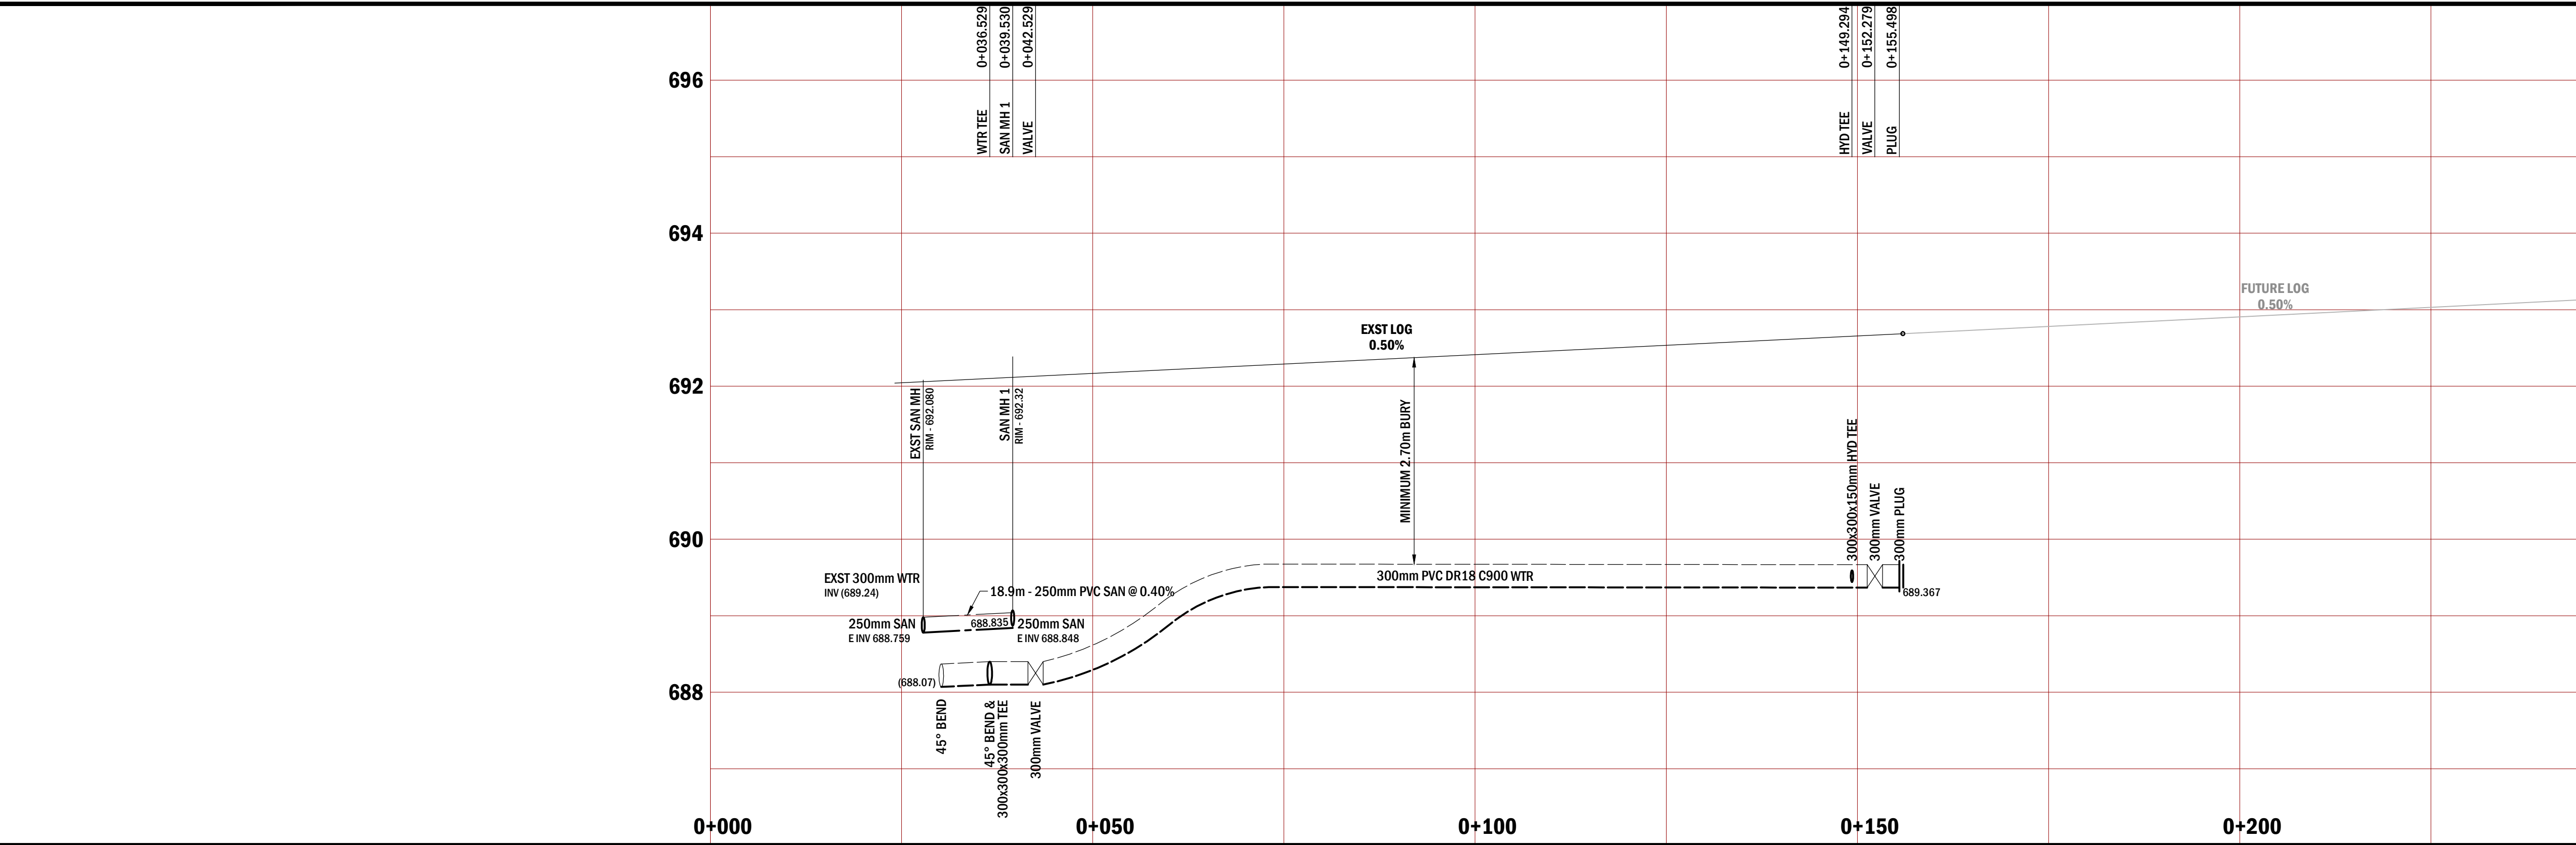 0+036.529
0+039.530
0+042.529
0+149.294
0+152.279
0+155.498
WTR TEE
SAN MH 1
VALVE
HYD TEE
VALVE
PLUG
696
694
692
690
688
FUTURE LOG
0.50%
EXST LOG
0.50%
EXST SAN MH
RIM - 692.080
SAN MH 1
RIM - 692.32
MINIMUM 2.70m BURY
300x300x150mm HYD TEE
300mm VALVE
300mm PLUG
EXST 300mm WTR
INV (689.24)
18.9m - 250mm PVC SAN @ 0.40%
300mm PVC DR18 C900 WTR
689.367
250mm SAN
E INV 688.759
688.835
250mm SAN
E INV 688.848
(688.07)
45° BEND
45° BEND &
300x300x300mm TEE
300mm VALVE
0+000
0+050
0+100
0+150
0+200